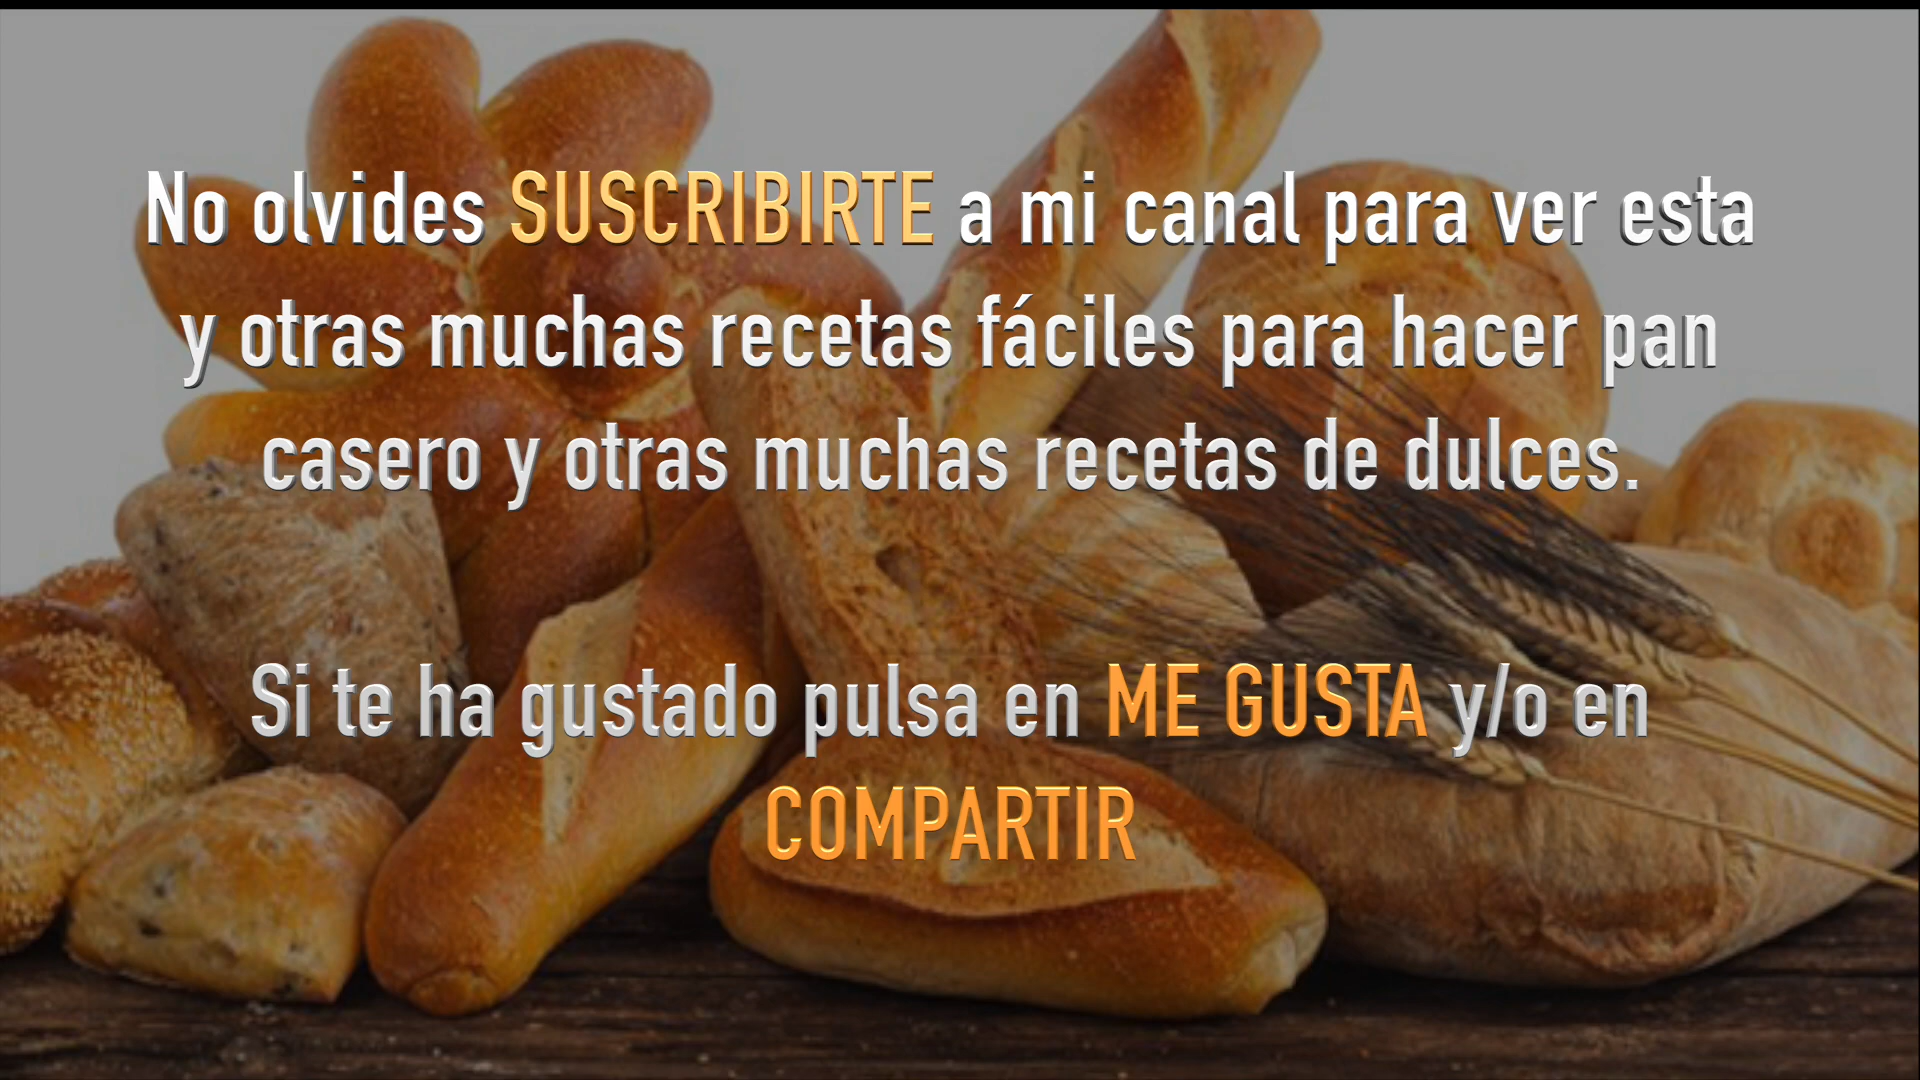 No olvides SUSCRIBIRTE a mi canal para ver esta
y otras muchas recetas fáciles para hacer pan
casero y otras muchas recetas de dulces.
Si te ha gustado pulsa en ME GUSTA y/o en
COMPARTIR